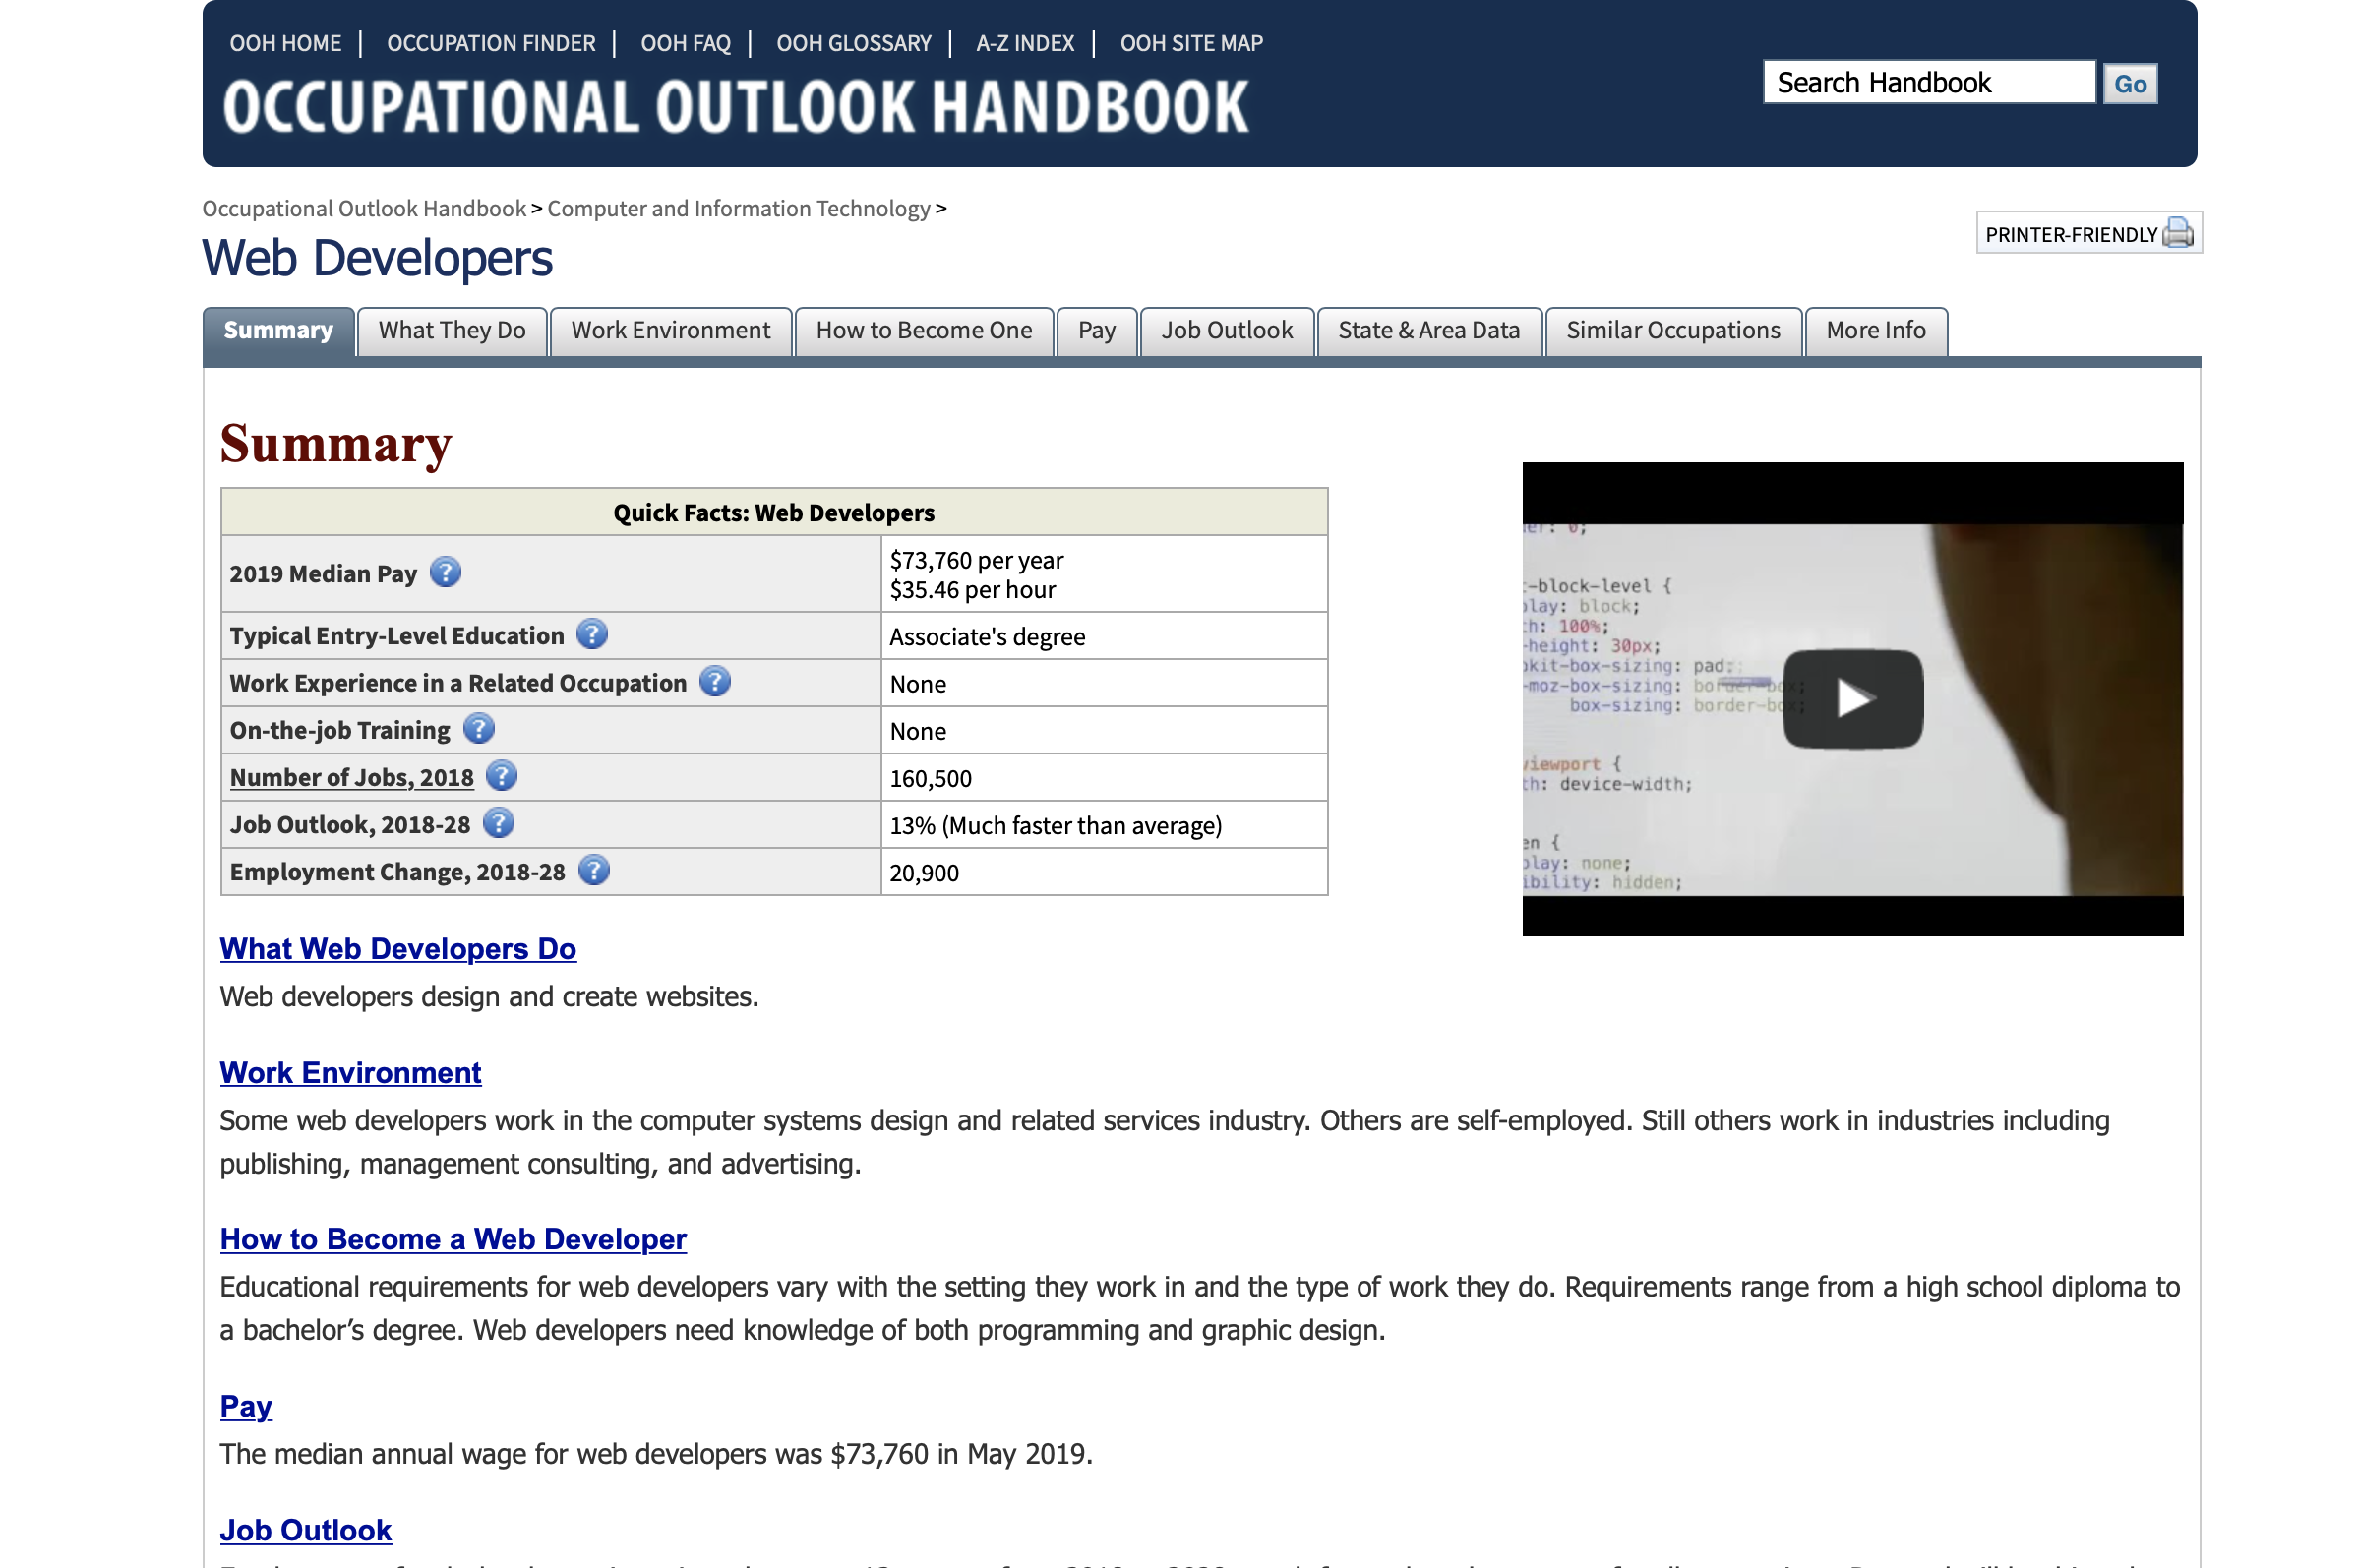 OOH HOME | OCCUPATION FINDER | OOH FAQ | OOH GLOSSARY | A-Z INDEX | OOH SITE MAP
OCCUPATIONAL OUTLOOK HANDBOOK
Search Handbook Go
Occupational Outlook Handbook > Computer and Information Technology >
PRINTER-FRIENDLY
Web Developers
Summary What They Do Work Environment How to Become One Pay Job Outlook State & Area Data Similar Occupations More Info
Summary
Quick Facts: Web Developers
2019 Median Pay ? $73,760 per year
$35.46 per hour
Typical Entry-Level Education ? Associate's degree
Work Experience in a Related Occupation ? None
On-the-job Training ? None
Number of Jobs, 2018 ? 160,500
Job Outlook, 2018-28 ? 13% (Much faster than average)
Employment Change, 2018-28 ? 20,900
-block-level {
play: block;
th: 100%;
-height: 30px;
kit-box-sizing: pad
-moz-box-sizing: border-box;
box-sizing: border-bo
viewport {
th: device-width;
en {
play: none;
ibility: hidden;
What Web Developers Do
Web developers design and create websites.
Work Environment
Some web developers work in the computer systems design and related services industry. Others are self-employed. Still others work in industries including
publishing, management consulting, and advertising.
How to Become a Web Developer
Educational requirements for web developers vary with the setting they work in and the type of work they do. Requirements range from a high school diploma to
a bachelor’s degree. Web developers need knowledge of both programming and graphic design.
Pay
The median annual wage for web developers was $73,760 in May 2019.
Job Outlook